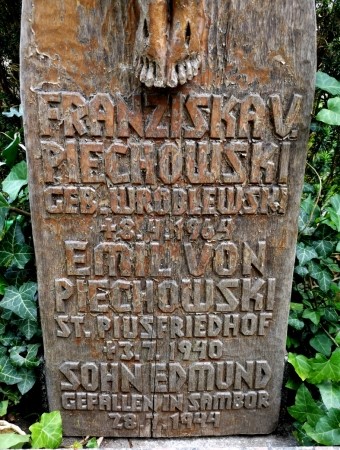 FRANZISKA V.
PIECHOWSKI
GEB. WROBLEWSKI
+8.4.1965
EMIL VON
PIECHOWSKI
ST. PIUSFRIEDHOF
+3.7.1940
SOHN EDMUND
GEFALLEN IN SAMBOR
28.7.1944